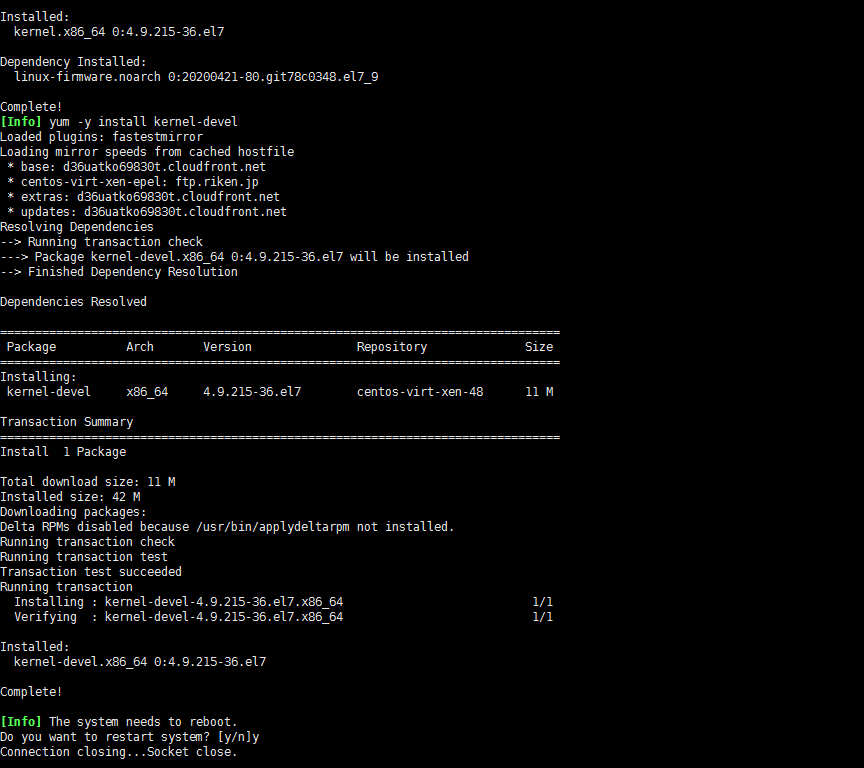 Installed:
  kernel.x86_64 0:4.9.215-36.el7
Dependency Installed:
  linux-firmware.noarch 0:20200421-80.git78c0348.el7_9
Complete!
[Info] yum -y install kernel-devel
Loaded plugins: fastestmirror
Loading mirror speeds from cached hostfile
 * base: d36uatko69830t.cloudfront.net
 * centos-virt-xen-epel: ftp.riken.jp
 * extras: d36uatko69830t.cloudfront.net
 * updates: d36uatko69830t.cloudfront.net
Resolving Dependencies
--> Running transaction check
---> Package kernel-devel.x86_64 0:4.9.215-36.el7 will be installed
--> Finished Dependency Resolution
Dependencies Resolved
================================================================================
 Package          Arch       Version               Repository              Size
================================================================================
Installing:
 kernel-devel     x86_64     4.9.215-36.el7        centos-virt-xen-48      11 M
Transaction Summary
================================================================================
Install  1 Package
Total download size: 11 M
Installed size: 42 M
Downloading packages:
Delta RPMs disabled because /usr/bin/applydeltarpm not installed.
Running transaction check
Running transaction test
Transaction test succeeded
Running transaction
  Installing : kernel-devel-4.9.215-36.el7.x86_64                           1/1
  Verifying  : kernel-devel-4.9.215-36.el7.x86_64                           1/1
Installed:
  kernel-devel.x86_64 0:4.9.215-36.el7
Complete!
[Info] The system needs to reboot.
Do you want to restart system? [y/n]y
Connection closing...Socket close.